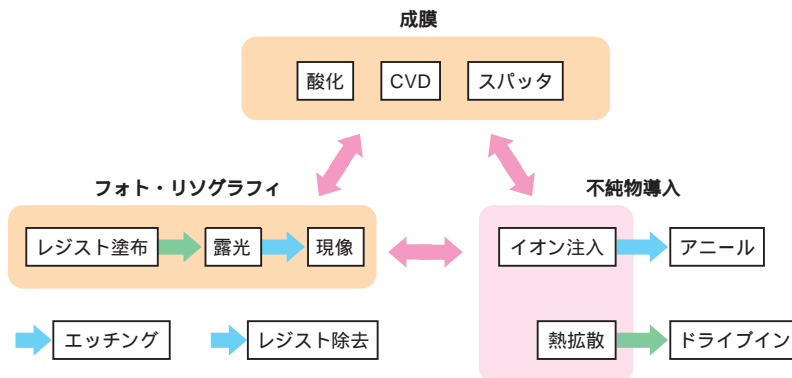 成膜
酸化
CVD
スパッタ
フォト・リソグラフィ
不純物導入
レジスト塗布
露光
現像
イオン注入
アニール
エッチング
レジスト除去
熱拡散
ドライブイン